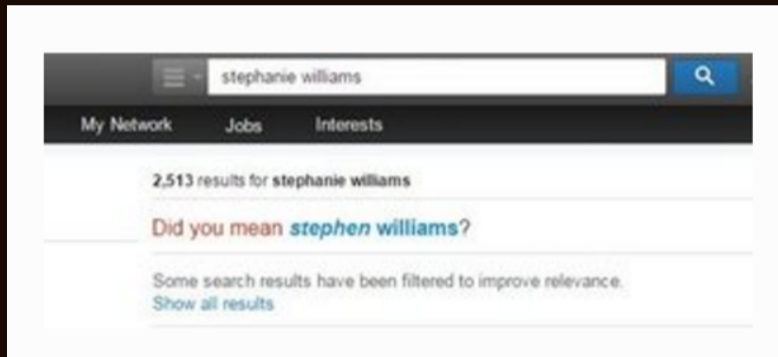 stephanie williams
My Network Jobs Interests
2,513 results for stephanie williams
Did you mean stephen williams?
Some search results have been filtered to improve relevance.
Show all results